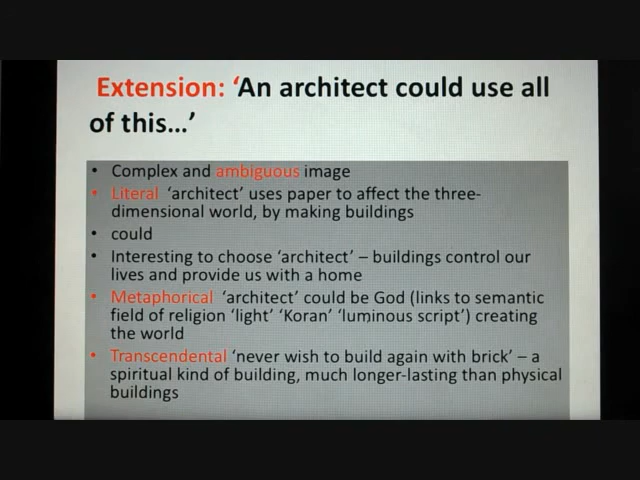 Extension: ‘An architect could use all
of this...’
• Complex and ambiguous image
• Literal ‘architect’ uses paper to affect the three-
dimensional world, by making buildings
• could
• Interesting to choose ‘architect’ – buildings control our
lives and provide us with a home
• Metaphorical ‘architect’ could be God (links to semantic
field of religion ‘light’ ‘Koran’ ‘luminous script’) creating
the world
• Transcendental ‘never wish to build again with brick’ – a
spiritual kind of building, much longer-lasting than physical
buildings